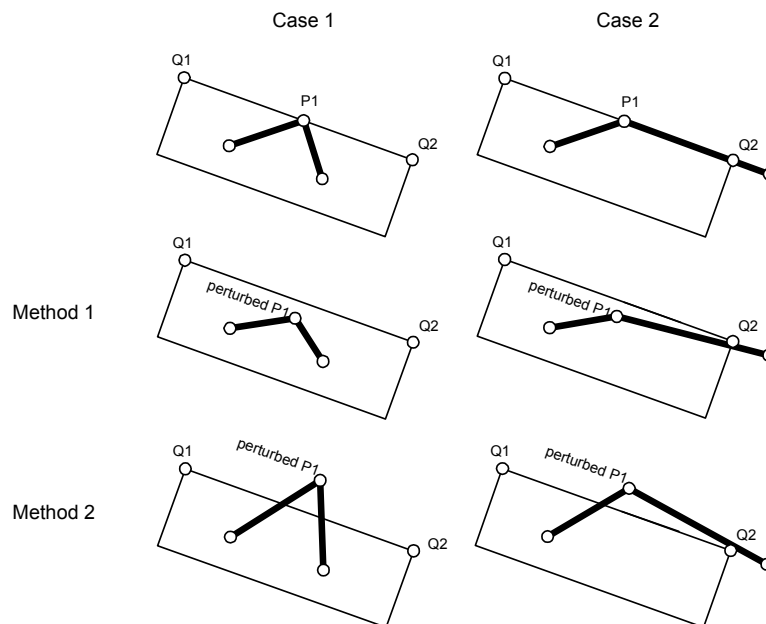 Case 1 Case 2
Q1 Q1
P1 P1
Q2 Q2
Q1 Q1
Method 1
perturbed P1 perturbed P1
Q2 Q2
Q1 perturbed P1 Q1 perturbed P1
Method 2
Q2 Q2